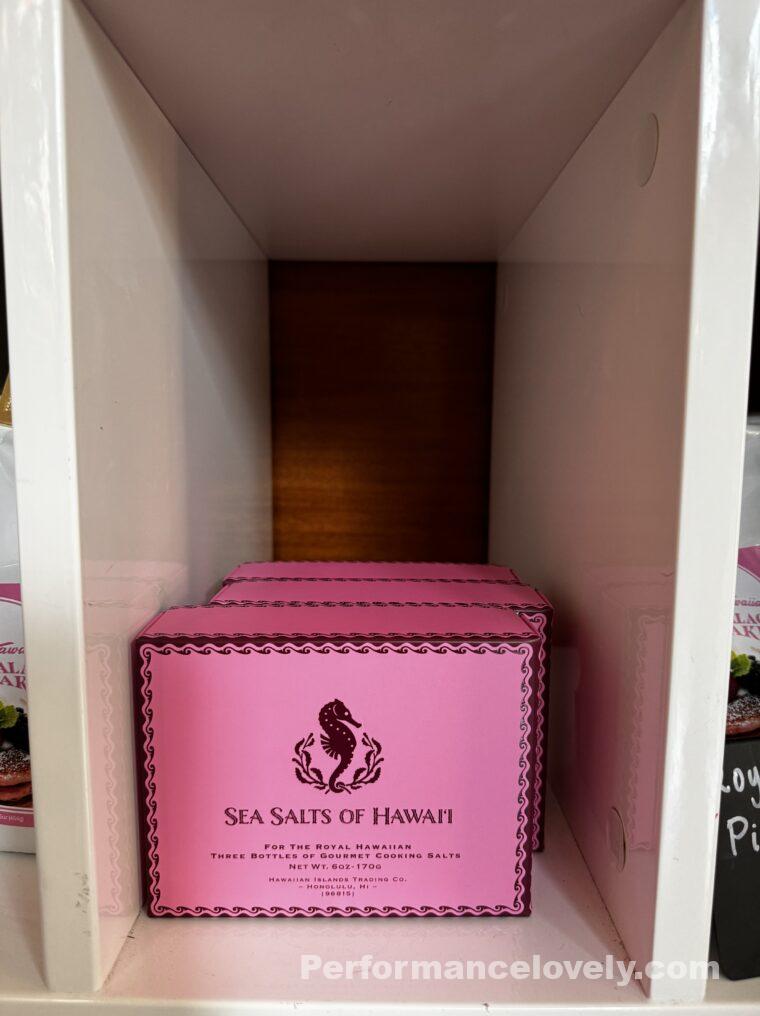 SEA SALTS OF HAWAI'I
FOR THE ROYAL HAWAIIAN
THREE BOTTLES OF GOURMET COOKING SALTS
NET WT. 6OZ-170G
HAWAIIAN ISLANDS TRADING CO.
~ HONOLULU, HI ~
(96815)
Pi
Performancelovely.com